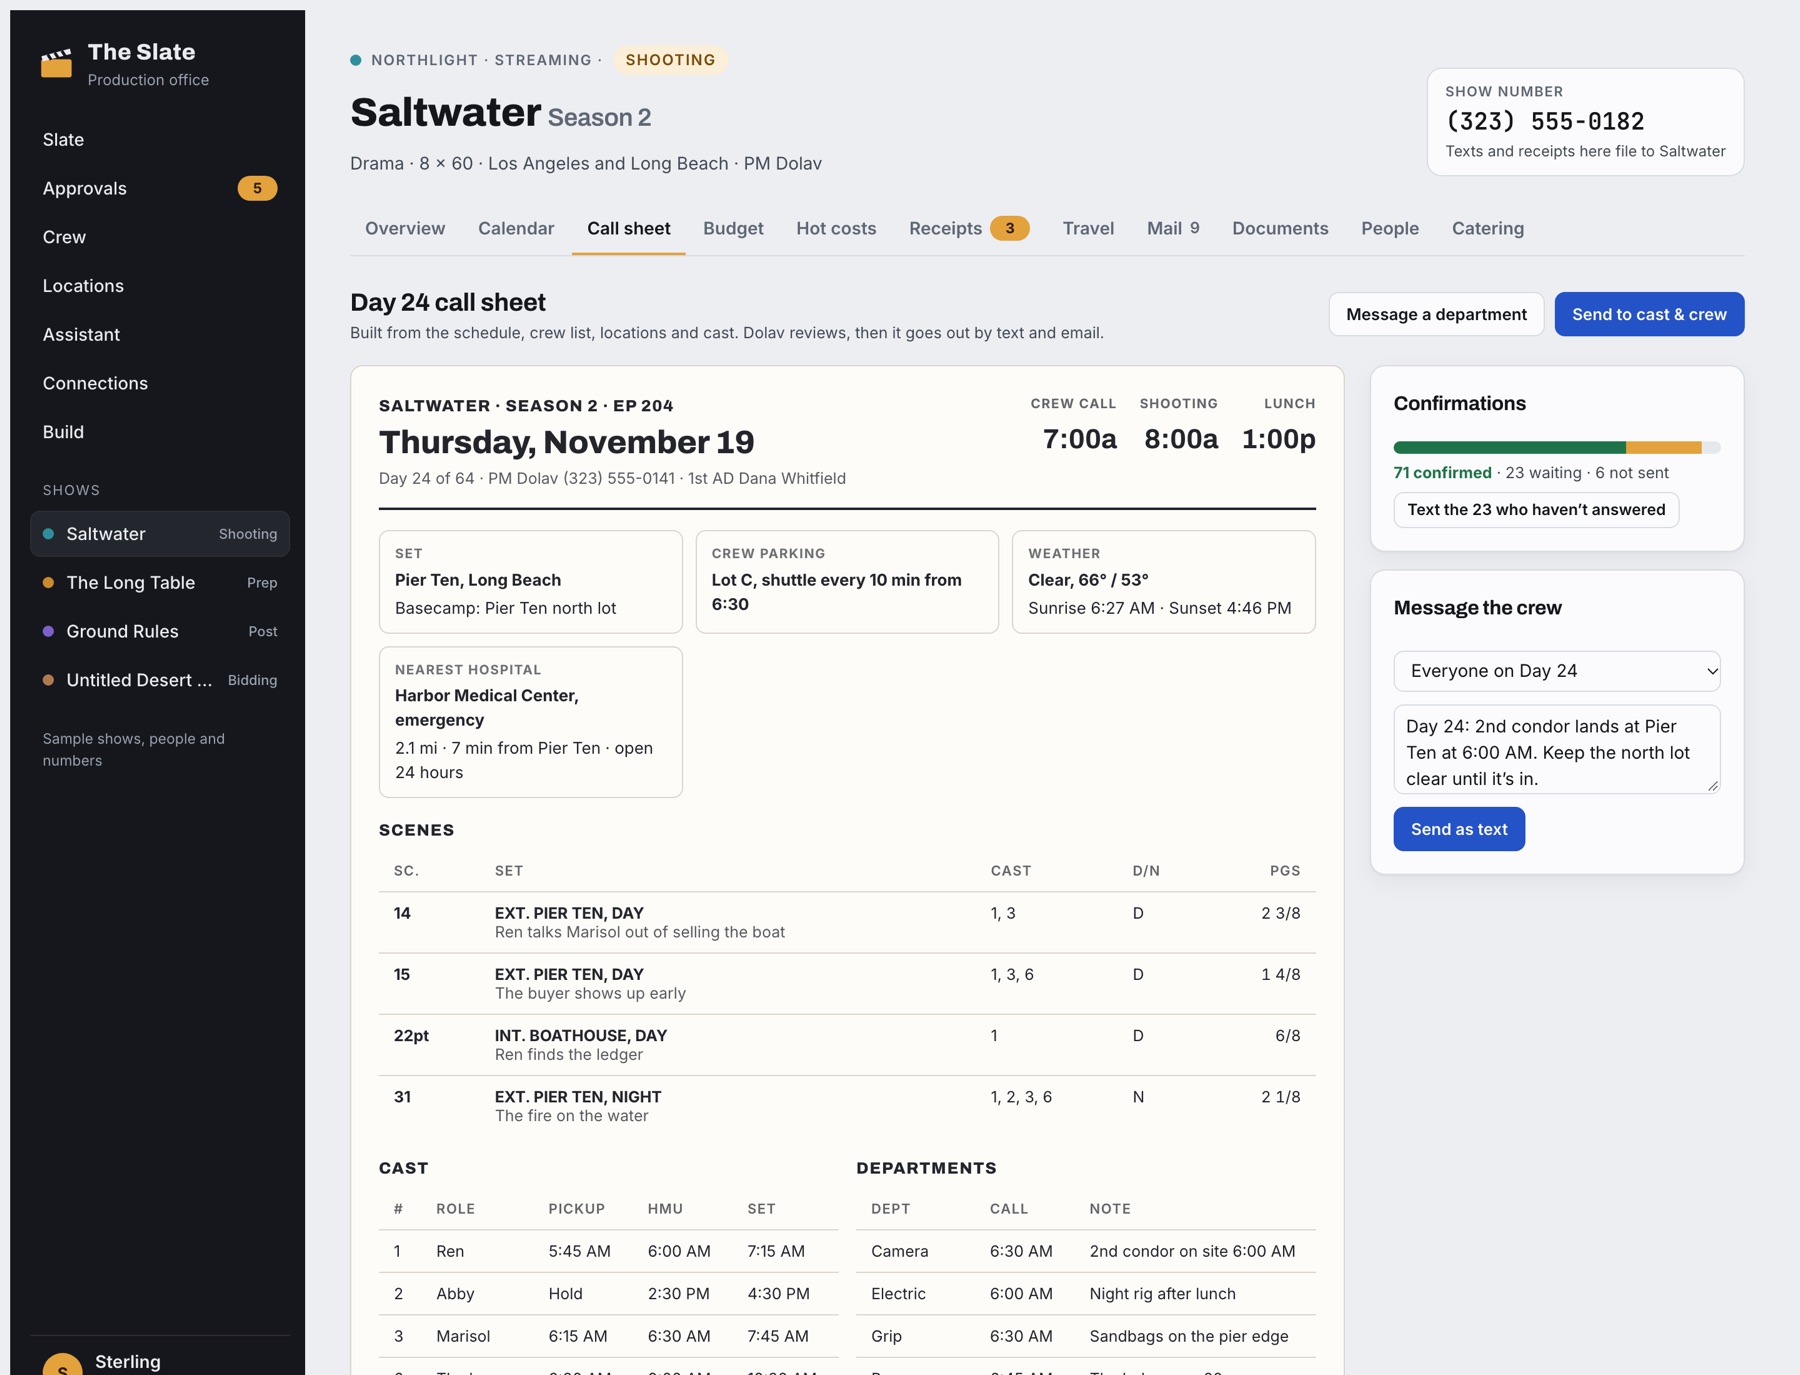 The Slate
Production office
Slate
Approvals 5
Crew
Locations
Assistant
Connections
Build
SHOWS
Saltwater Shooting
The Long Table Prep
Ground Rules Post
Untitled Desert ... Bidding
Sample shows, people and
numbers
S Sterling
NORTHLIGHT · STREAMING · SHOOTING
Saltwater Season 2
Drama · 8 × 60 · Los Angeles and Long Beach · PM Dolav
SHOW NUMBER
(323) 555-0182
Texts and receipts here file to Saltwater
Overview Calendar Call sheet Budget Hot costs Receipts 3 Travel Mail 9 Documents People Catering
Day 24 call sheet
Built from the schedule, crew list, locations and cast. Dolav reviews, then it goes out by text and email.
Message a department Send to cast & crew
SALTWATER · SEASON 2 · EP 204
Thursday, November 19
Day 24 of 64 · PM Dolav (323) 555-0141 · 1st AD Dana Whitfield
CREW CALL SHOOTING LUNCH
7:00a 8:00a 1:00p
SET
Pier Ten, Long Beach
Basecamp: Pier Ten north lot
CREW PARKING
Lot C, shuttle every 10 min from
6:30
WEATHER
Clear, 66° / 53°
Sunrise 6:27 AM · Sunset 4:46 PM
NEAREST HOSPITAL
Harbor Medical Center,
emergency
2.1 mi · 7 min from Pier Ten · open
24 hours
SCENES
SC. SET CAST D/N PGS
14 EXT. PIER TEN, DAY 1, 3 D 2 3/8
Ren talks Marisol out of selling the boat
15 EXT. PIER TEN, DAY 1, 3, 6 D 1 4/8
The buyer shows up early
22pt INT. BOATHOUSE, DAY 1 D 6/8
Ren finds the ledger
31 EXT. PIER TEN, NIGHT 1, 2, 3, 6 N 2 1/8
The fire on the water
CAST
# ROLE PICKUP HMU SET
1 Ren 5:45 AM 6:00 AM 7:15 AM
2 Abby Hold 2:30 PM 4:30 PM
3 Marisol 6:15 AM 6:30 AM 7:45 AM
DEPARTMENTS
DEPT CALL NOTE
Camera 6:30 AM 2nd condor on site 6:00 AM
Electric 6:00 AM Night rig after lunch
Grip 6:30 AM Sandbags on the pier edge
Confirmations
71 confirmed · 23 waiting · 6 not sent
Text the 23 who haven’t answered
Message the crew
Everyone on Day 24
Day 24: 2nd condor lands at Pier
Ten at 6:00 AM. Keep the north lot
clear until it’s in.
Send as text